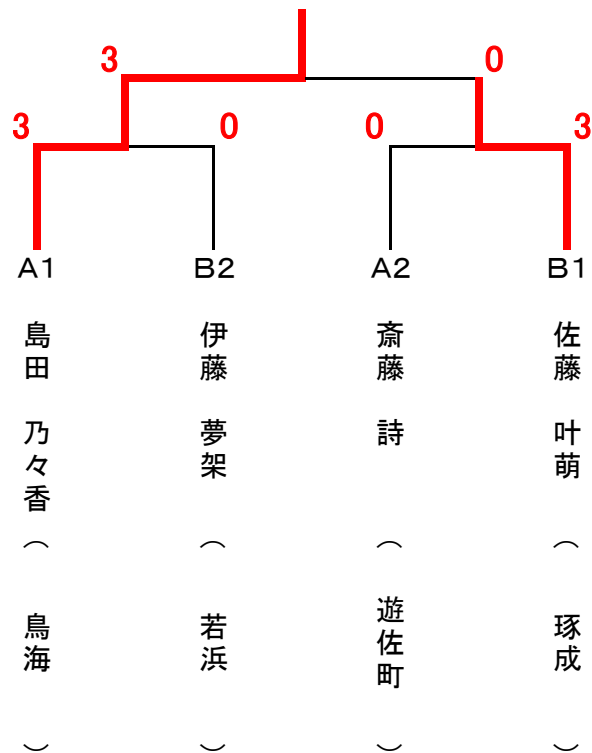 3 0
3 0 0 3
A1 B2 A2 B1
島田 乃々香 （ 鳥海 ）
伊藤 夢架 （ 若浜 ）
斎藤 詩 （ 遊佐町 ）
佐藤 叶萌 （ 琢成 ）